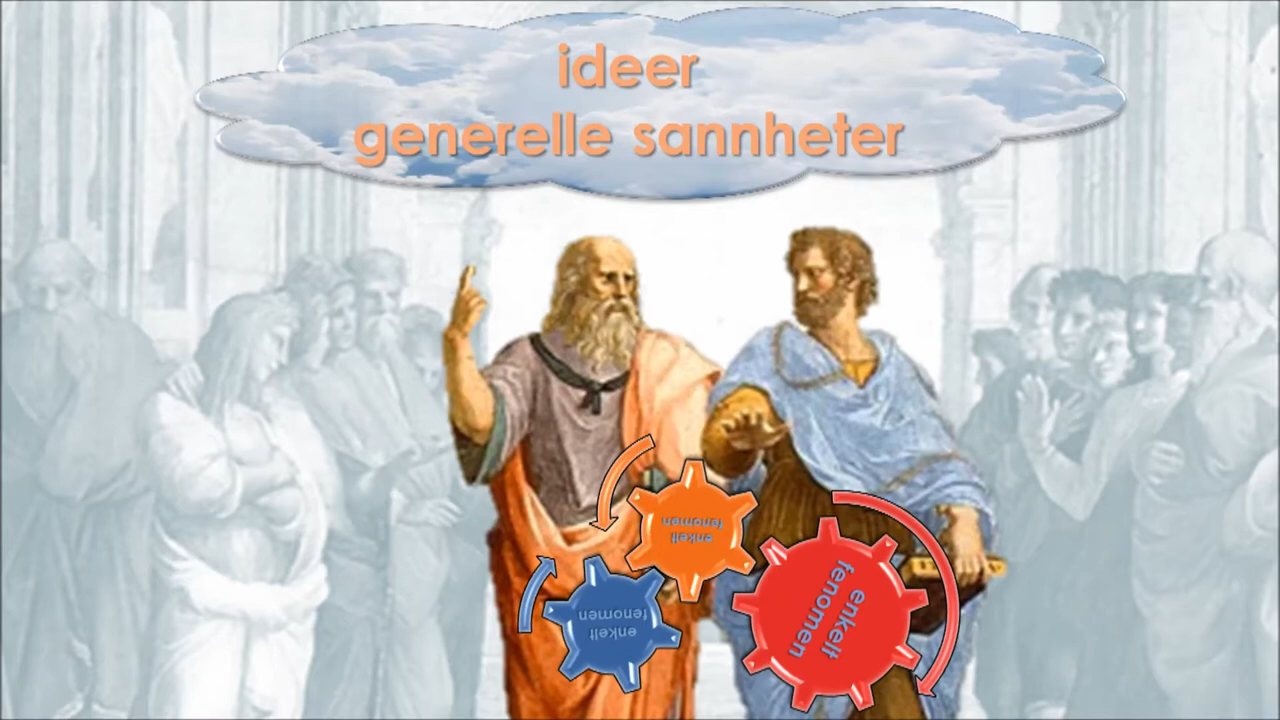 ideer
generelle sannheter
enkelt
fenomen
enkelt
fenomen
enkelt
fenomen